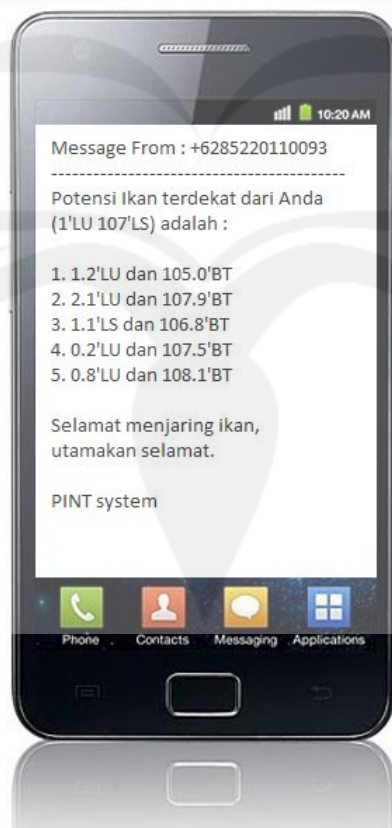 10:20 AM
Message From : +6285220110093
------------------------------------------
Potensi Ikan terdekat dari Anda
(1'LU 107'LS) adalah :
1. 1.2'LU dan 105.0'BT
2. 2.1'LU dan 107.9'BT
3. 1.1'LS dan 106.8'BT
4. 0.2'LU dan 107.5'BT
5. 0.8'LU dan 108.1'BT
Selamat menjaring ikan,
utamakan selamat.
PINT system
Phone Contacts Messaging Applications